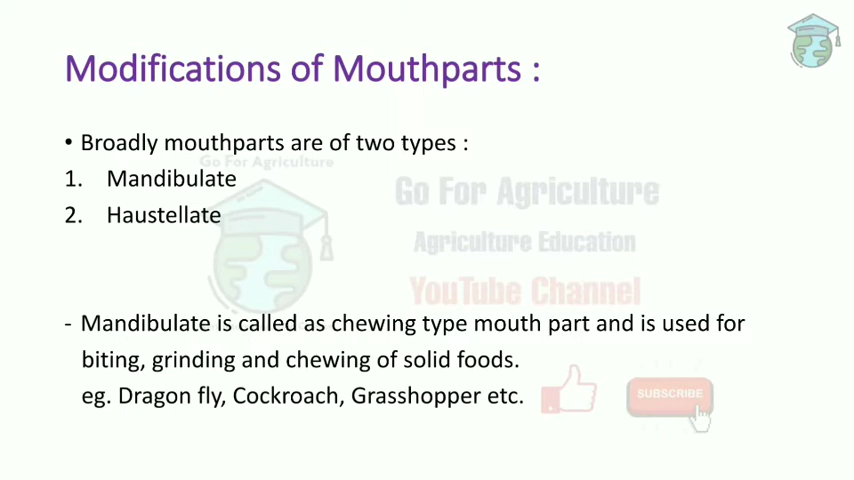 Modifications of Mouthparts :
• Broadly mouthparts are of two types :
Go For Agriculture
1. Mandibulate
Go For Agriculture
2. Haustellate
Agriculture Education
YouTube Channel
- Mandibulate is called as chewing type mouth part and is used for
biting, grinding and chewing of solid foods.
eg. Dragon fly, Cockroach, Grasshopper etc.
SUBSCRIBE